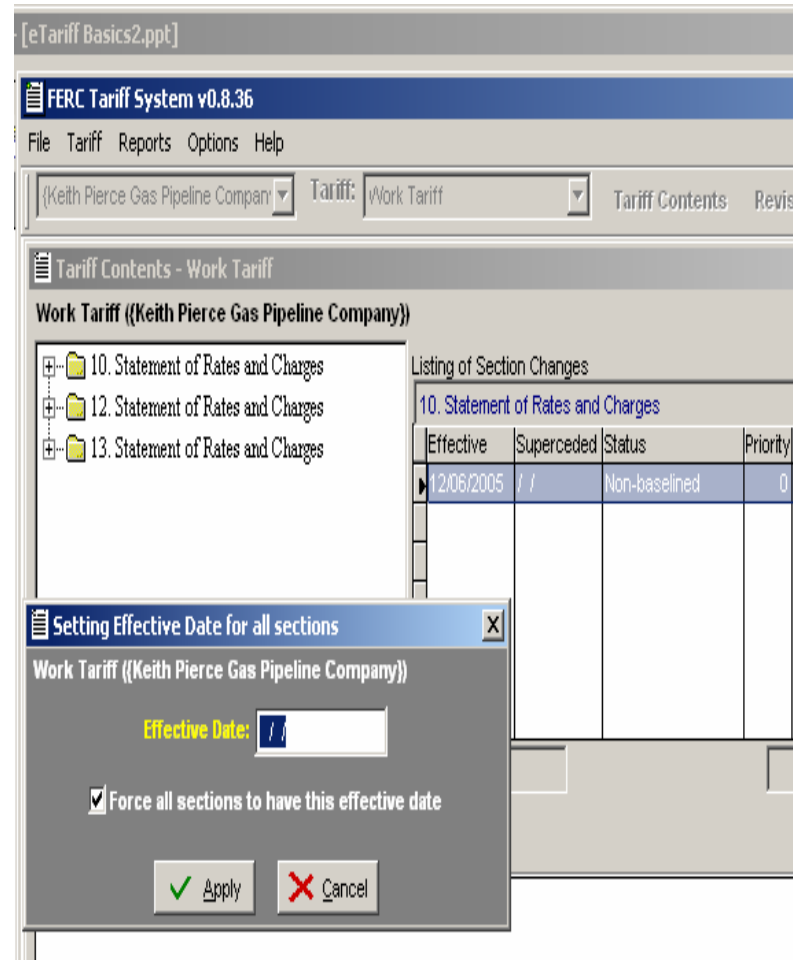 [eTariff Basics2.ppt]
FERC Tariff System v0.8.36
File Tariff Reports Options Help
{Keith Pierce Gas Pipeline Compan Tariff: Work Tariff Tariff Contents Revis
Tariff Contents - Work Tariff
Work Tariff ({Keith Pierce Gas Pipeline Company})
10. Statement of Rates and Charges
12. Statement of Rates and Charges
13. Statement of Rates and Charges
Listing of Section Changes
10. Statement of Rates and Charges
Effective Superceded Status Priority
12/06/2005 / / Non-baselined 0
Setting Effective Date for all sections
Work Tariff ({Keith Pierce Gas Pipeline Company})
Effective Date: / /
Force all sections to have this effective date
Apply Cancel